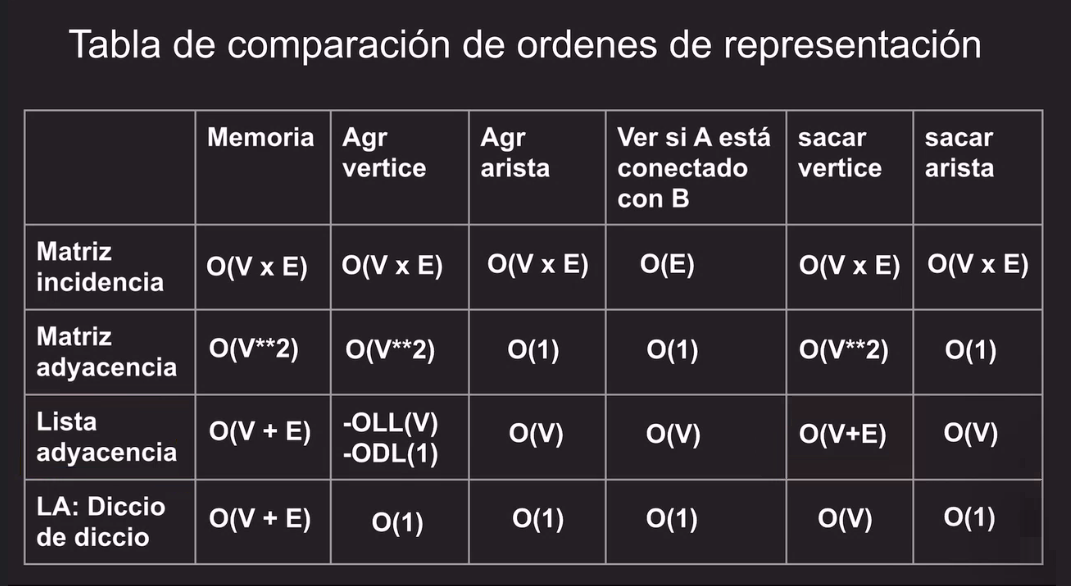 Tabla de comparación de ordenes de representación
Memoria
Agr
vertice
Agr
arista
Ver si A está
conectado
con B
sacar
vertice
sacar
arista
Matriz
incidencia
O(V x E)
O(V x E)
O(V x E)
O(E)
O(V x E)
O(V x E)
Matriz
adyacencia
O(V**2)
O(V**2)
O(1)
O(1)
O(V**2)
O(1)
Lista
adyacencia
O(V + E)
-OLL(V)
-ODL(1)
O(V)
O(V)
O(V+E)
O(V)
LA: Diccio
de diccio
O(V + E)
O(1)
O(1)
O(1)
O(V)
O(1)